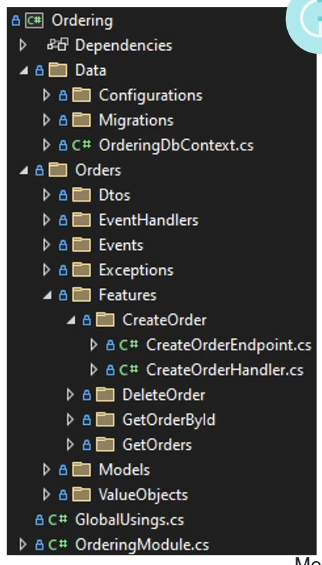 C# Ordering
Dependencies
Data
Configurations
Migrations
C# OrderingDbContext.cs
Orders
Dtos
EventHandlers
Events
Exceptions
Features
CreateOrder
C# CreateOrderEndpoint.cs
C# CreateOrderHandler.cs
DeleteOrder
GetOrderById
GetOrders
Models
ValueObjects
C# GlobalUsings.cs
C# OrderingModule.cs